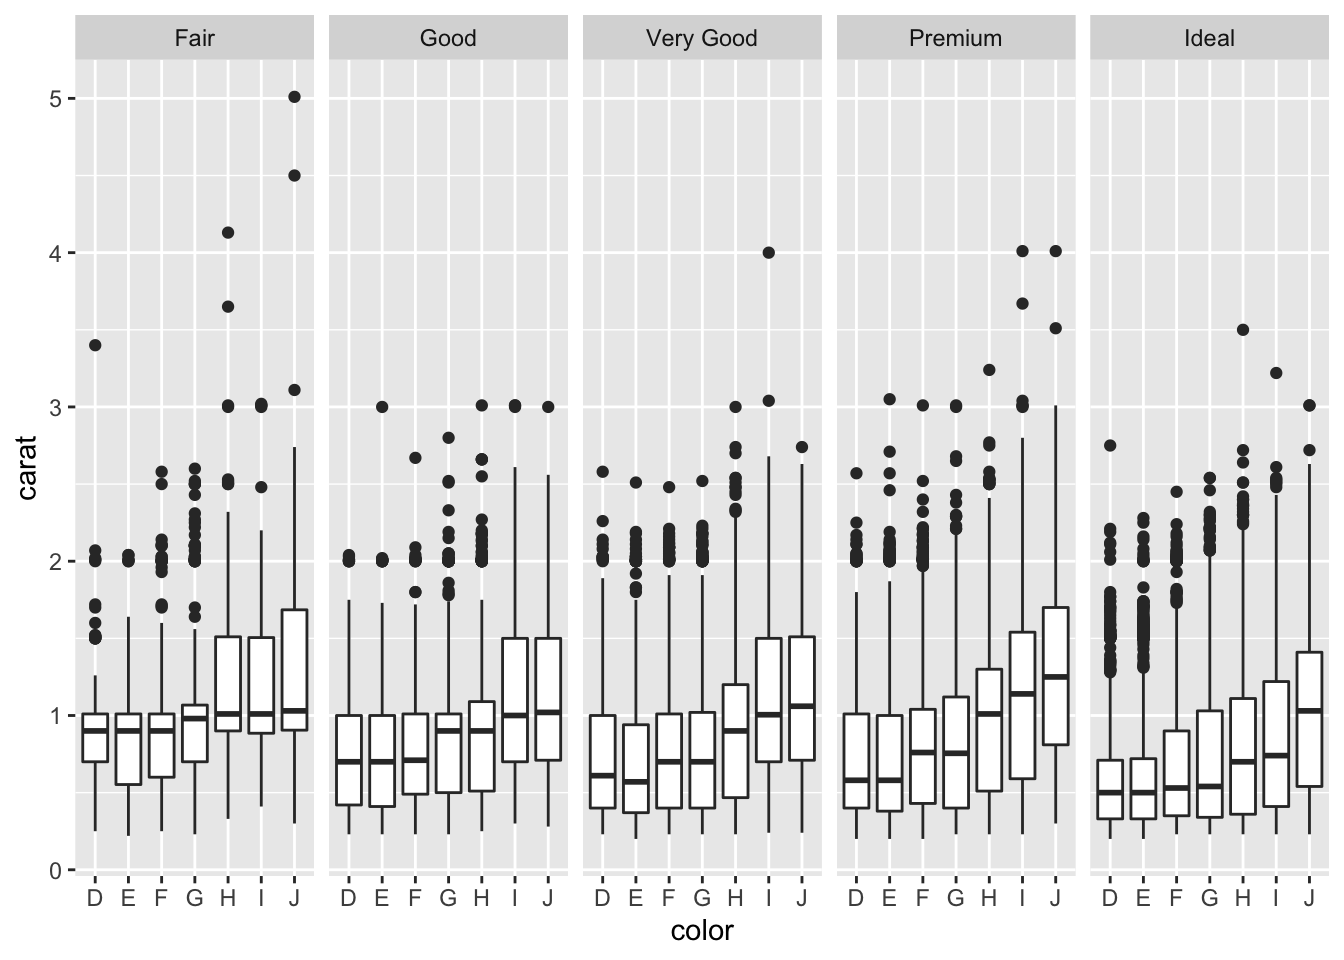 Fair Good Very Good Premium Ideal
5
4
3
2
1
0
carat
D E F G H I J D E F G H I J D E F G H I J D E F G H I J D E F G H I J
color